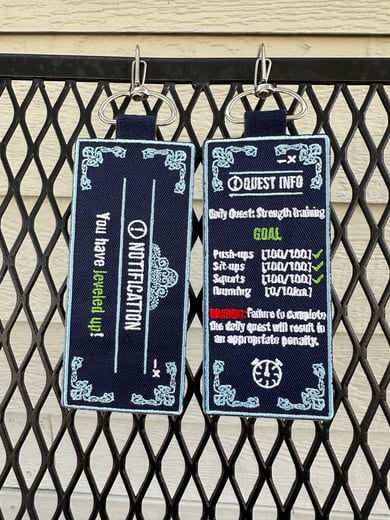 NOTIFICATION
You have leveled up!
QUEST INFO
Daily Quest: Strength Training
GOAL
Push-ups [100/100]✓
Sit-ups [100/100]✓
Squats [100/100]✓
Running [0/10km]
WARNING: Failure to complete
the daily quest will result in
an appropriate penalty.